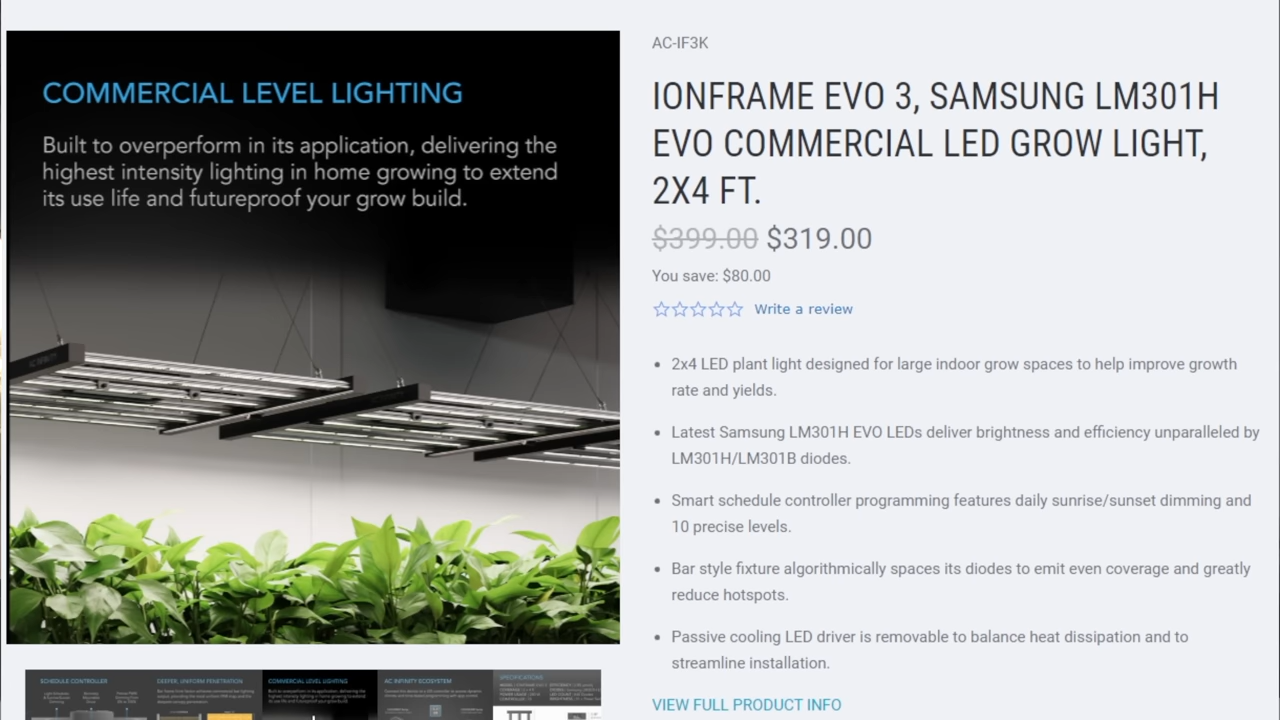 COMMERCIAL LEVEL LIGHTING
Built to overperform in its application, delivering the
highest intensity lighting in home growing to extend
its use life and futureproof your grow build.
AC-IF3K
IONFRAME EVO 3, SAMSUNG LM301H
EVO COMMERCIAL LED GROW LIGHT,
2X4 FT.
$399.00 $319.00
You save: $80.00
Write a review
2x4 LED plant light designed for large indoor grow spaces to help improve growth
rate and yields.
Latest Samsung LM301H EVO LEDs deliver brightness and efficiency unparalleled by
LM301H/LM301B diodes.
Smart schedule controller programming features daily sunrise/sunset dimming and
10 precise levels.
Bar style fixture algorithmically spaces its diodes to emit even coverage and greatly
reduce hotspots.
Passive cooling LED driver is removable to balance heat dissipation and to
streamline installation.
VIEW FULL PRODUCT INFO
SCHEDULE CONTROLLER
DEEPER, UNIFORM PENETRATION
COMMERCIAL LEVEL LIGHTING
AC INFINITY ECOSYSTEM
SPECIFICATIONS